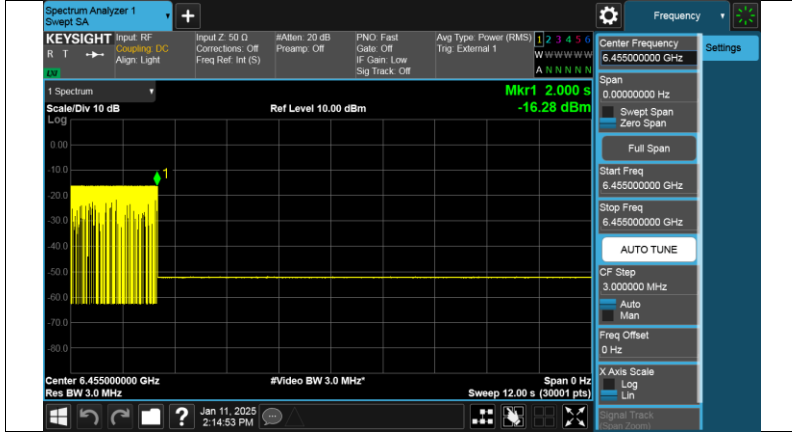 Spectrum Analyzer 1
Swept SA
Frequency
KEYSIGHT
R T
LU
Input: RF
Coupling: DC
Align: Light
Input Z: 50 Ω
Corrections: Off
Freq Ref: Int (S)
#Atten: 20 dB
Preamp: Off
PNO: Fast
Gate: Off
IF Gain: Low
Sig Track: Off
Avg Type: Power (RMS)
Trig: External 1
1 2 3 4 5 6
W W W W W W
A N N N N N
1 Spectrum
Scale/Div 10 dB
Log
Ref Level 10.00 dBm
Mkr1 2.000 s
-16.28 dBm
1
0.00
-10.0
-20.0
-30.0
-40.0
-50.0
-60.0
-70.0
-80.0
Center 6.455000000 GHz
Res BW 3.0 MHz
#Video BW 3.0 MHz*
Span 0 Hz
Sweep 12.00 s (30001 pts)
Jan 11, 2025
2:14:53 PM
Settings
Center Frequency
6.455000000 GHz
Span
0.00000000 Hz
Swept Span
Zero Span
Full Span
Start Freq
6.455000000 GHz
Stop Freq
6.455000000 GHz
AUTO TUNE
CF Step
3.000000 MHz
Auto
Man
Freq Offset
0 Hz
X Axis Scale
Log
Lin
Signal Track
(Span Zoom)